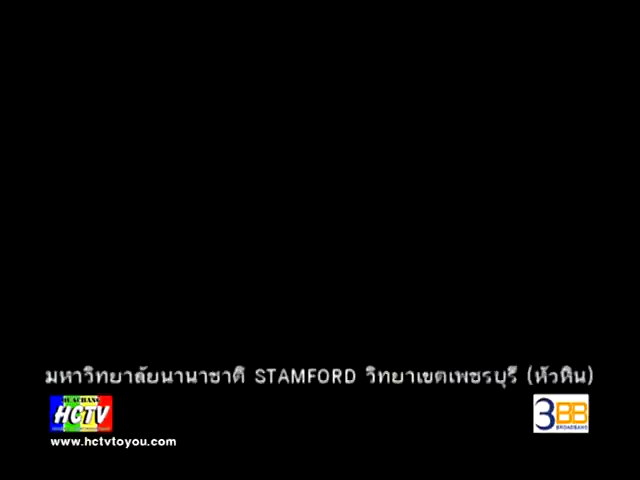 มหาวิทยาลัยนานาชาติ STAMFORD วิทยาเขตเพชรบุรี (หัวหิน)
HUACHANG
HCTV
www.hctvtoyou.com
3BB
BROADBAND